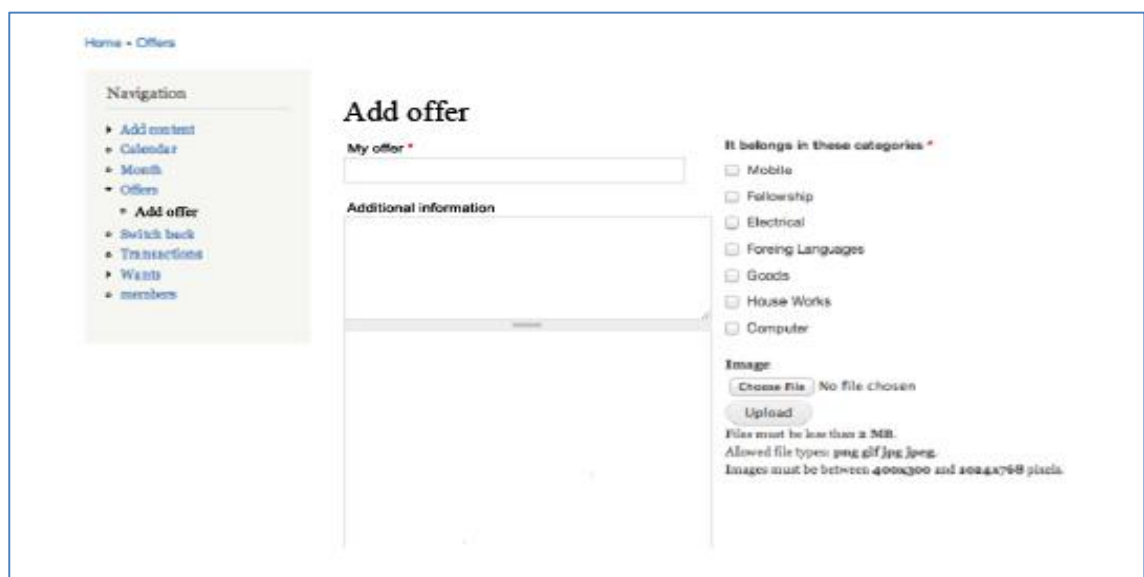 Home » Offers
Navigation
Add content
Calendar
Month
Offers
Add offer
Switch back
Transactions
Wants
members
Add offer
My offer *
Additional information
It belongs in these categories *
Mobile
Fellowship
Electrical
Foreing Languages
Goods
House Works
Computer
Image
Choose File No file chosen
Upload
Files must be less than 2 MB.
Allowed file types: png gif jpg jpeg.
Images must be between 400x300 and 1024x768 pixels.